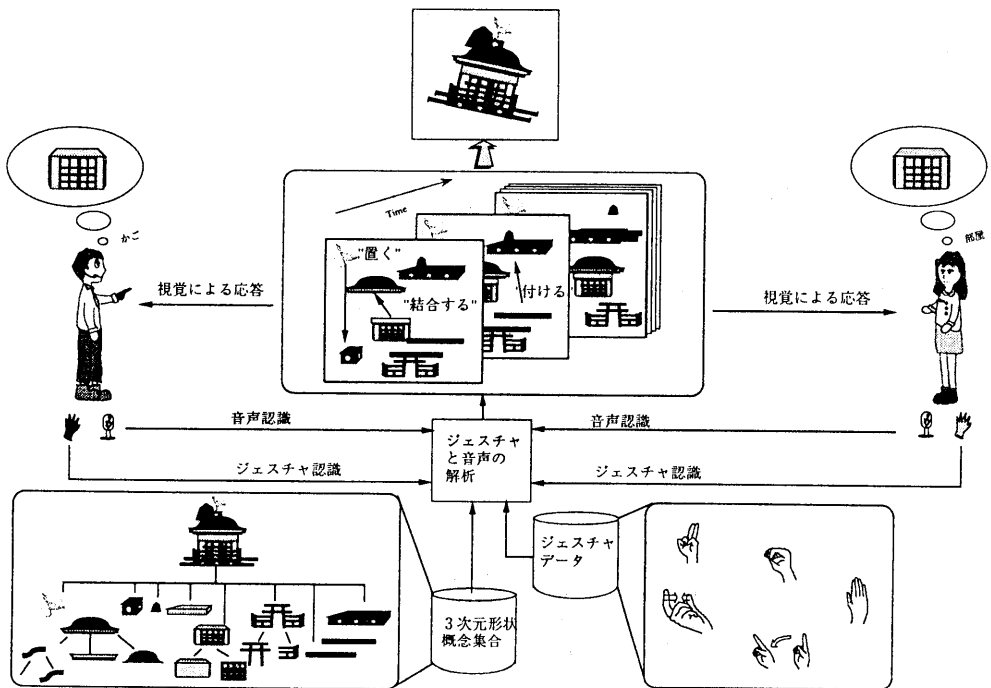 Time
かご
部屋
"置く"
"結合する"
"付ける
視覚による応答
視覚による応答
音声認識
音声認識
ジェスチャ
と音声の
解析
ジェスチャ認識
ジェスチャ認識
ジェスチャ
データ
3次元形状
概念集合